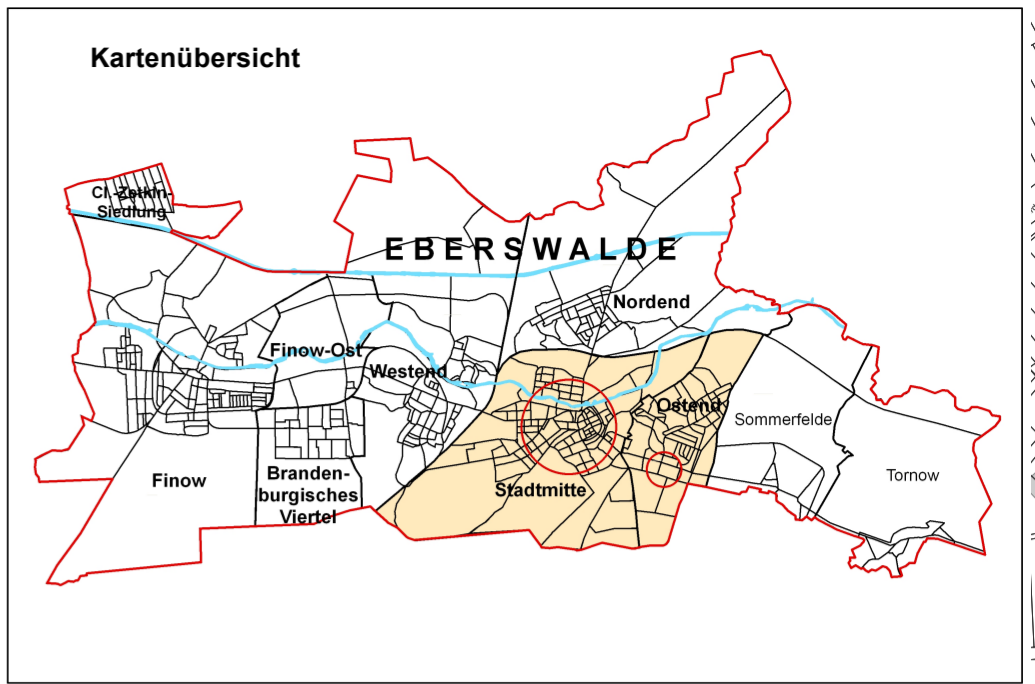 Kartenübersicht
Cl.-Zetkin-
Siedlung
EBERSWALDE
Nordend
Finow-Ost
Westend
Ostend
Sommerfelde
Finow
Branden-
burgisches
Viertel
Stadtmitte
Tornow